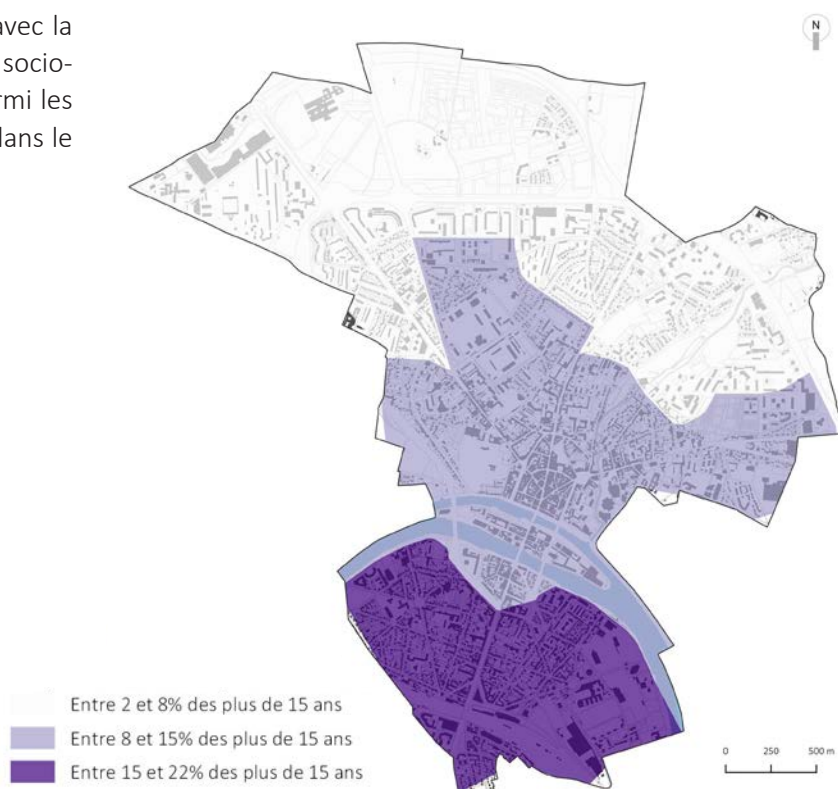 avec la
socio-
rmi les
dans le
N
Entre 2 et 8% des plus de 15 ans
Entre 8 et 15% des plus de 15 ans
Entre 15 et 22% des plus de 15 ans
0 250 500 m